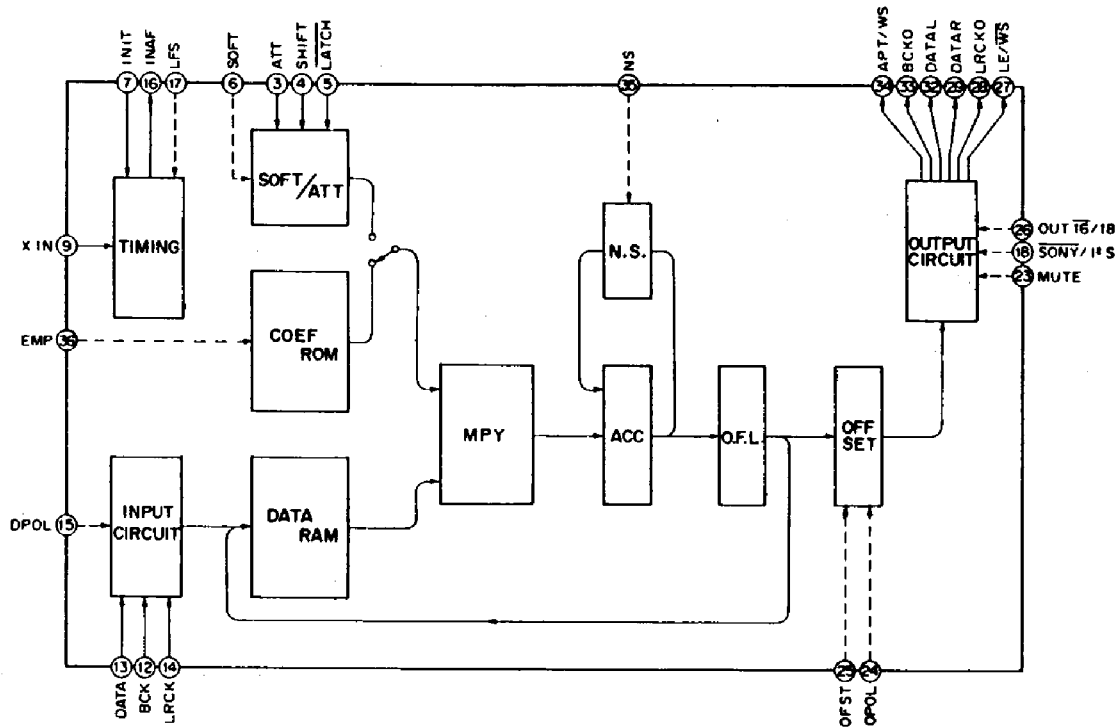 INIT
INAF
LFS
SOFT
ATT
SHIFT
LATCH
NS
APT/WS
BCKO
DATAL
DATAR
LRCKO
LE/WS
7
16
17
6
3
4
5
35
34
33
32
29
28
27
SOFT/ATT
X IN
9
TIMING
N.S.
OUTPUT
CIRCUIT
26
OUT 16/18
18
SONY/I²S
23
MUTE
EMP
36
COEF
ROM
MPY
ACC
O.F.L.
OFF
SET
DPOL
15
INPUT
CIRCUIT
DATA
RAM
13
12
14
25
24
DATA
BCK
LRCK
OFST
OPOL